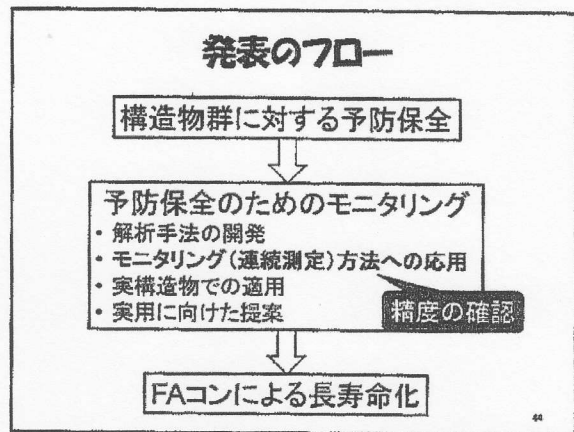 発表のフロー
構造物群に対する予防保全
予防保全のためのモニタリング
・解析手法の開発
・モニタリング(連続測定)方法への応用
・実構造物での適用
・実用に向けた提案
精度の確認
FAコンによる長寿命化